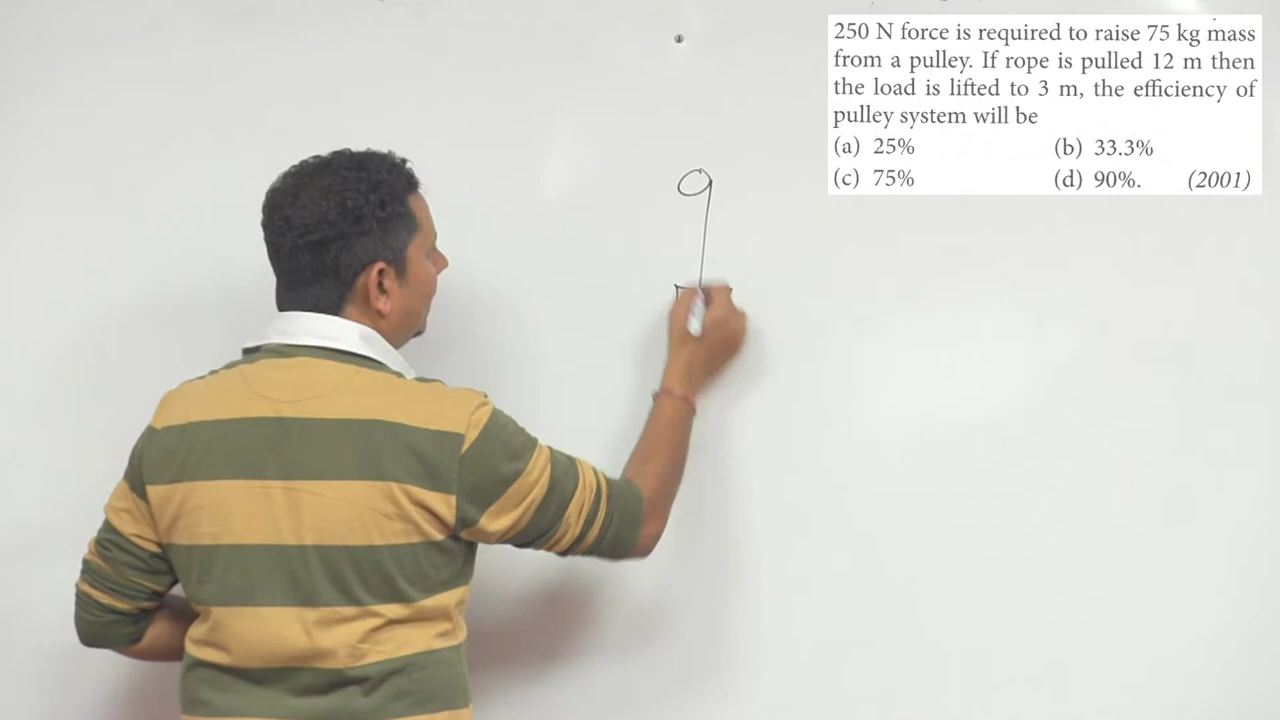 250 N force is required to raise 75 kg mass
from a pulley. If rope is pulled 12 m then
the load is lifted to 3 m, the efficiency of
pulley system will be
(a) 25% (b) 33.3%
(c) 75% (d) 90%. (2001)